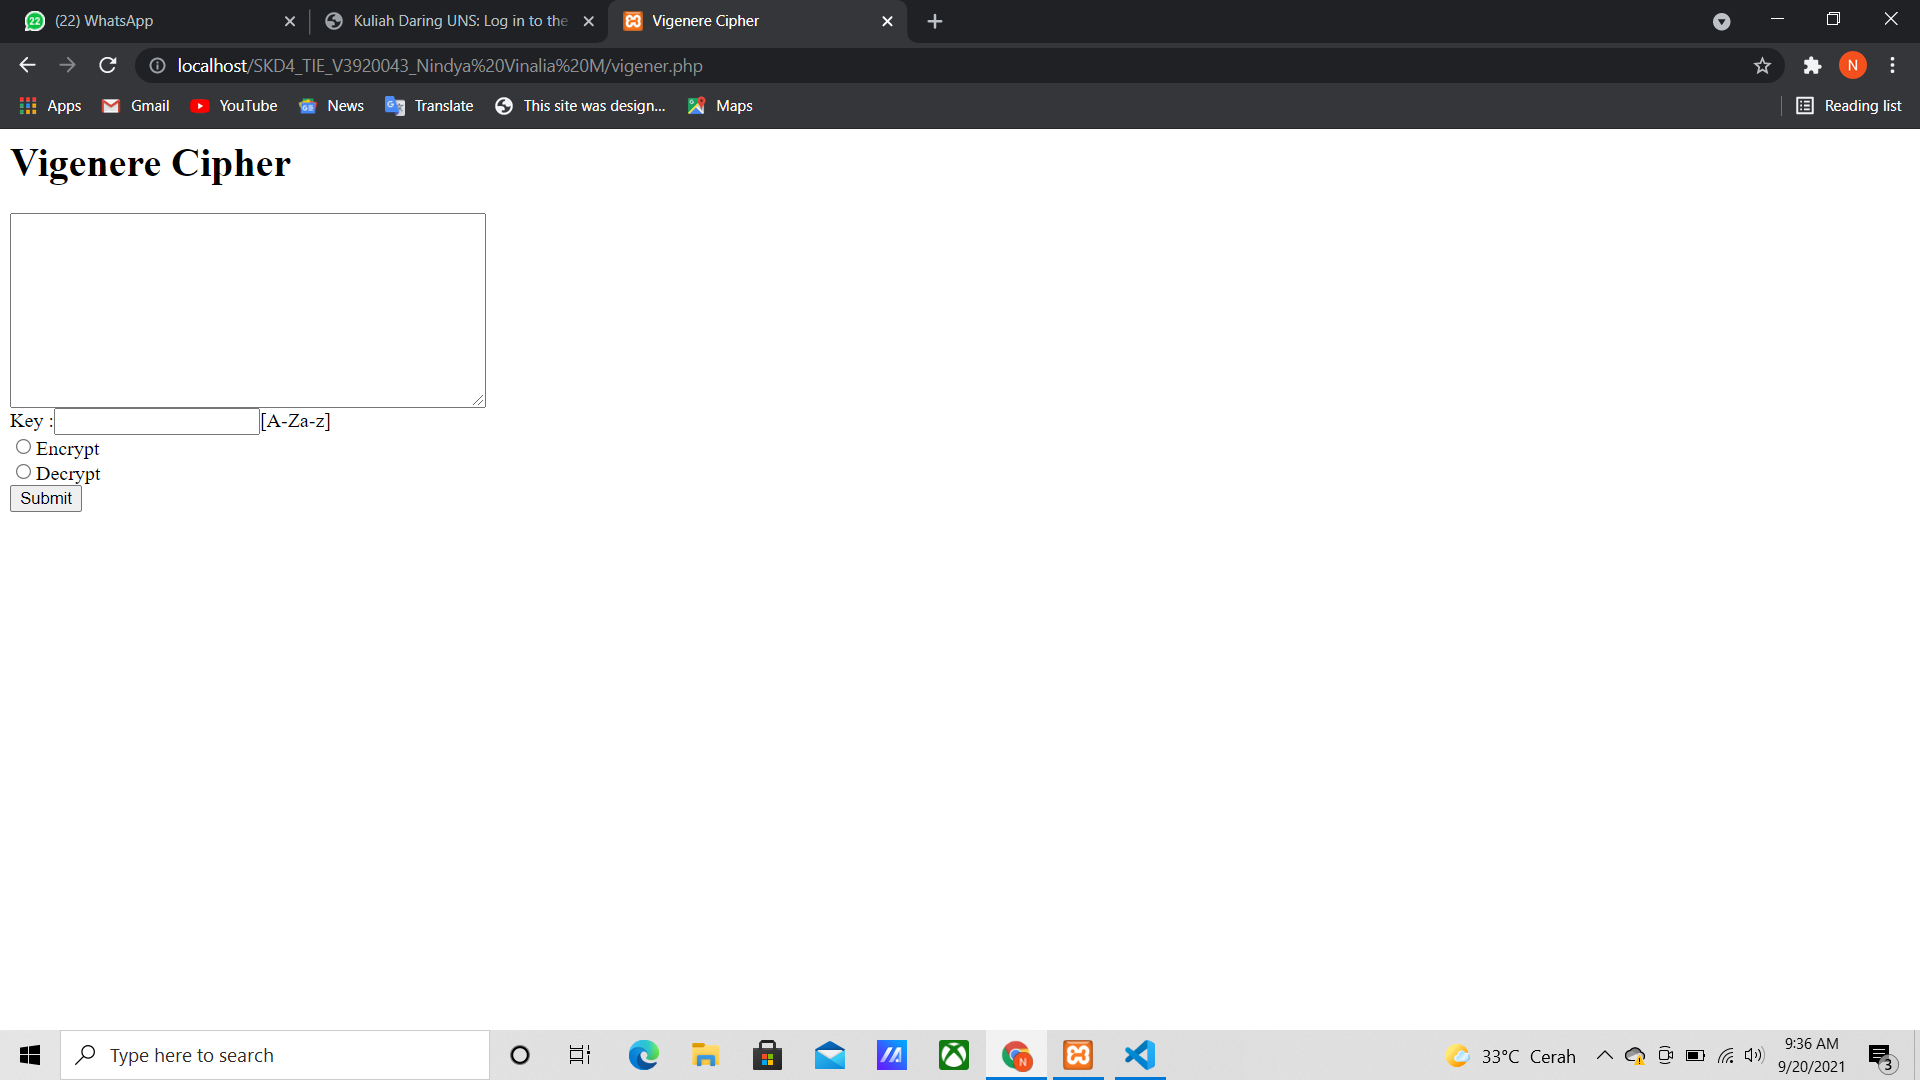 22 (22) WhatsApp
Kuliah Daring UNS: Log in to the
Vigenere Cipher
localhost/SKD4_TIE_V3920043_Nindya%20Vinalia%20M/vigener.php
N
Apps
Gmail
YouTube
News
Translate
This site was design...
Maps
Reading list
Vigenere Cipher
Key : [A-Za-z]
Encrypt
Decrypt
Submit
Type here to search
N
33°C Cerah
9:36 AM
9/20/2021
3